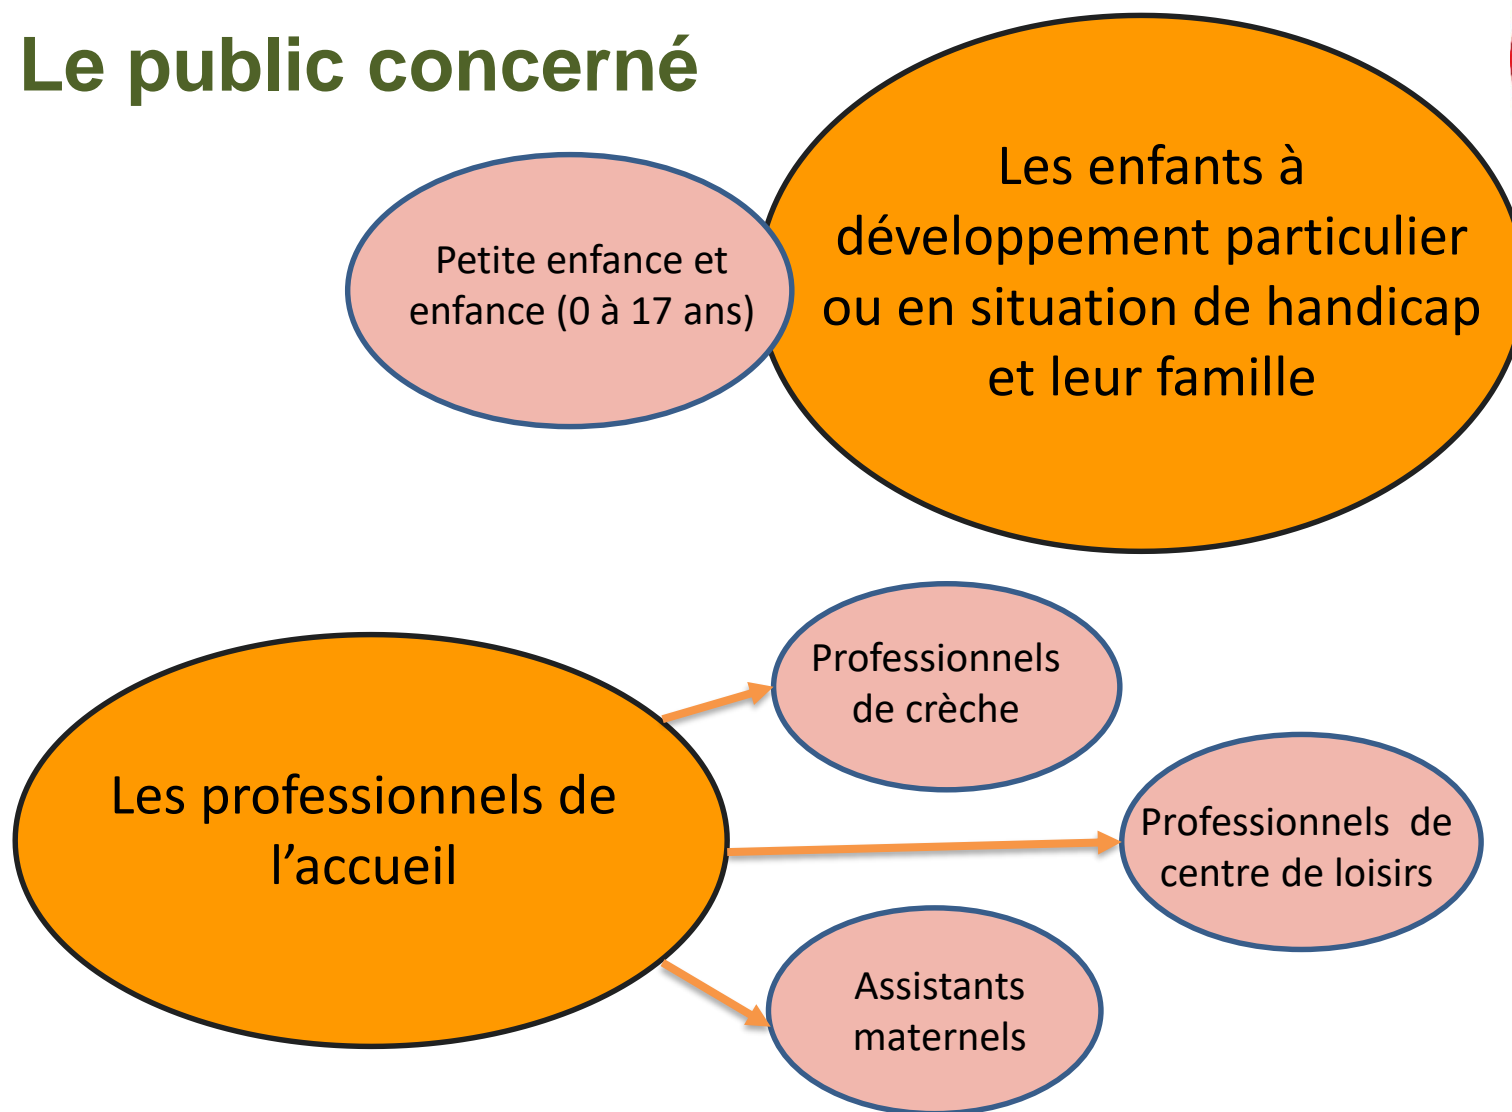 Le public concerné
Les enfants à
développement particulier
ou en situation de handicap
et leur famille
Petite enfance et
enfance (0 à 17 ans)
Professionnels
de crèche
Les professionnels de
l’accueil
Professionnels  de
centre de loisirs
Assistants
maternels